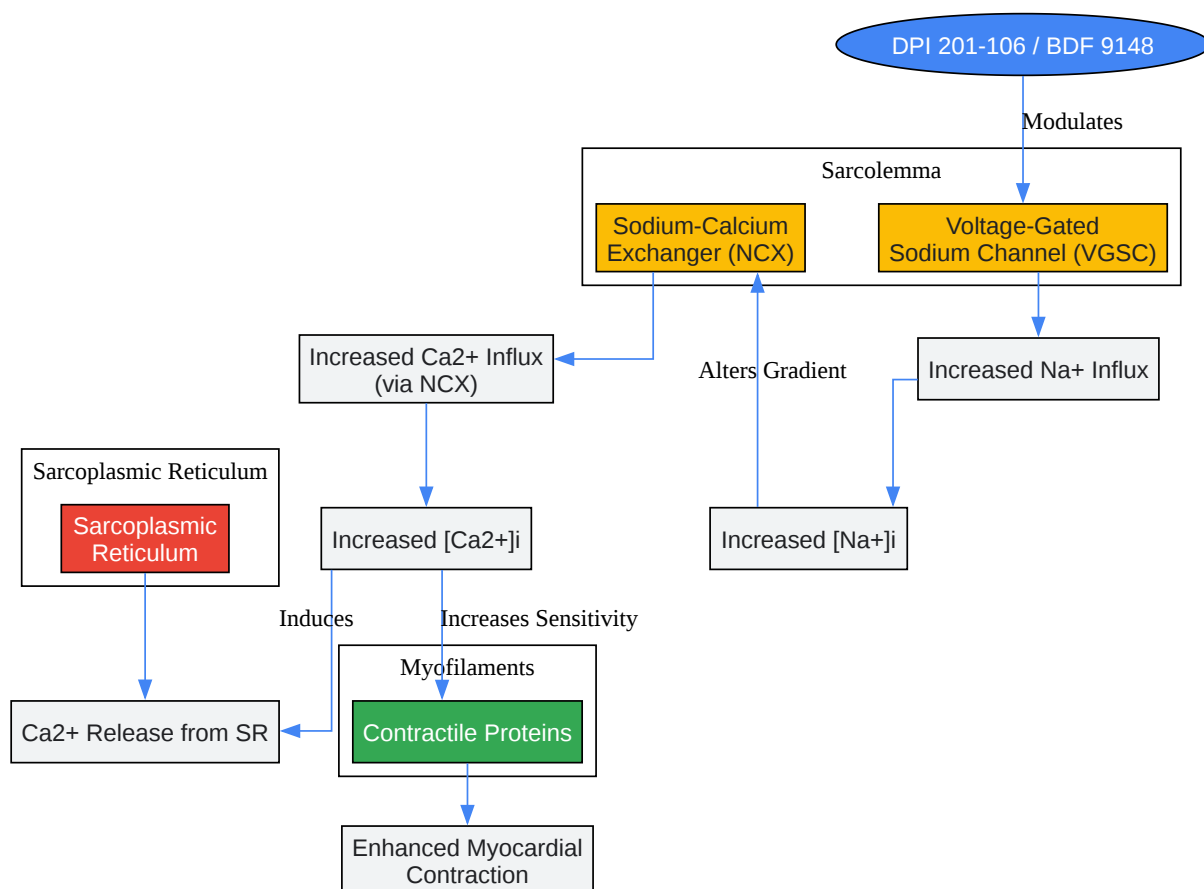 DPI 201-106 / BDF 9148
Modulates
Sarcolemma
Sodium-Calcium
Exchanger (NCX)
Voltage-Gated
Sodium Channel (VGSC)
Increased Ca2+ Influx
(via NCX)
Alters Gradient
Increased Na+ Influx
Sarcoplasmic Reticulum
Sarcoplasmic
Reticulum
Increased [Ca2+]i
Increased [Na+]i
Induces
Increases Sensitivity
Myofilaments
Ca2+ Release from SR
Contractile Proteins
Enhanced Myocardial
Contraction